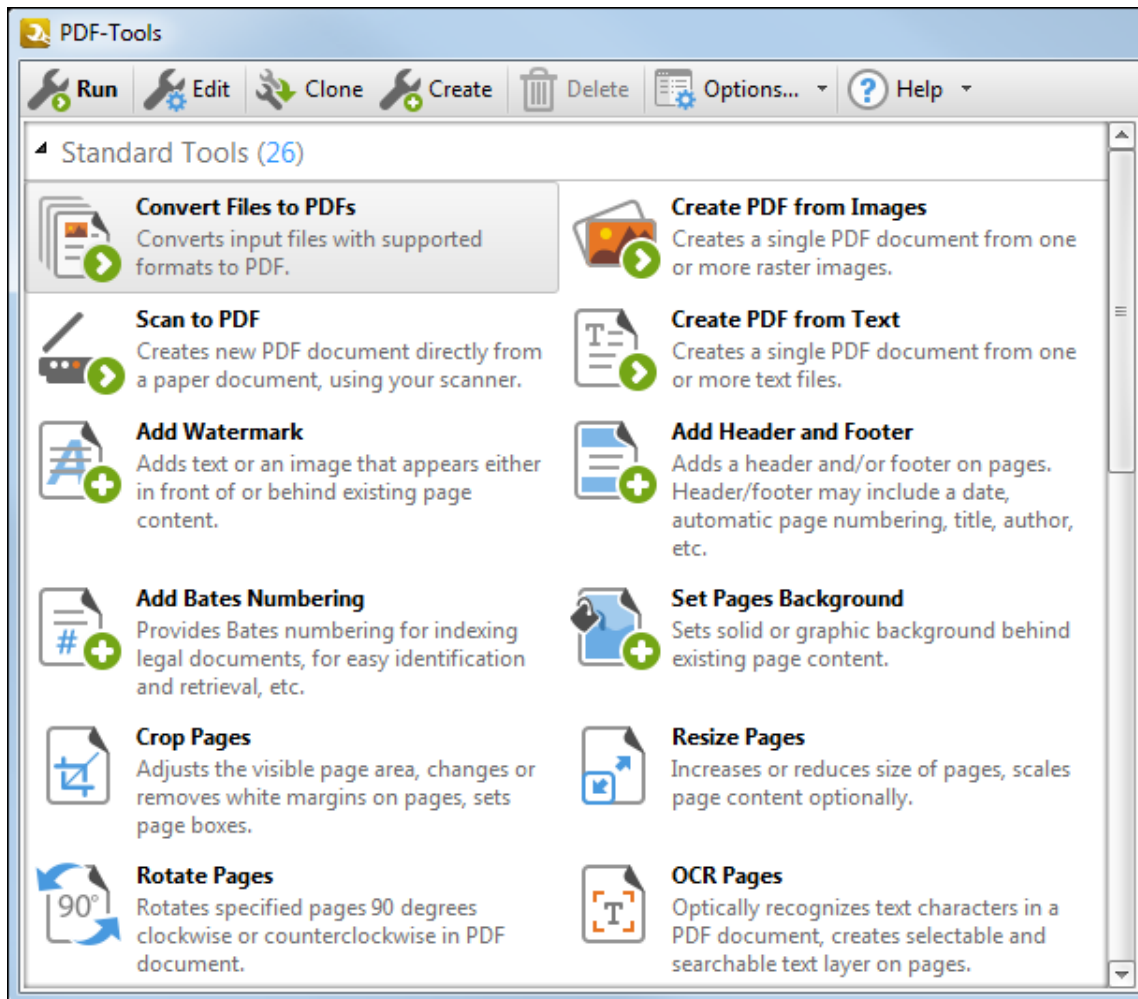 PDF-Tools
Run Edit Clone Create Delete Options... Help
Standard Tools (26)
Convert Files to PDFs
Converts input files with supported
formats to PDF.
Create PDF from Images
Creates a single PDF document from one
or more raster images.
Scan to PDF
Creates new PDF document directly from
a paper document, using your scanner.
T
Create PDF from Text
Creates a single PDF document from one
or more text files.
A
Add Watermark
Adds text or an image that appears either
in front of or behind existing page
content.
Add Header and Footer
Adds a header and/or footer on pages.
Header/footer may include a date,
automatic page numbering, title, author,
etc.
#
Add Bates Numbering
Provides Bates numbering for indexing
legal documents, for easy identification
and retrieval, etc.
Set Pages Background
Sets solid or graphic background behind
existing page content.
Crop Pages
Adjusts the visible page area, changes or
removes white margins on pages, sets
page boxes.
Resize Pages
Increases or reduces size of pages, scales
page content optionally.
90°
Rotate Pages
Rotates specified pages 90 degrees
clockwise or counterclockwise in PDF
document.
T
OCR Pages
Optically recognizes text characters in a
PDF document, creates selectable and
searchable text layer on pages.